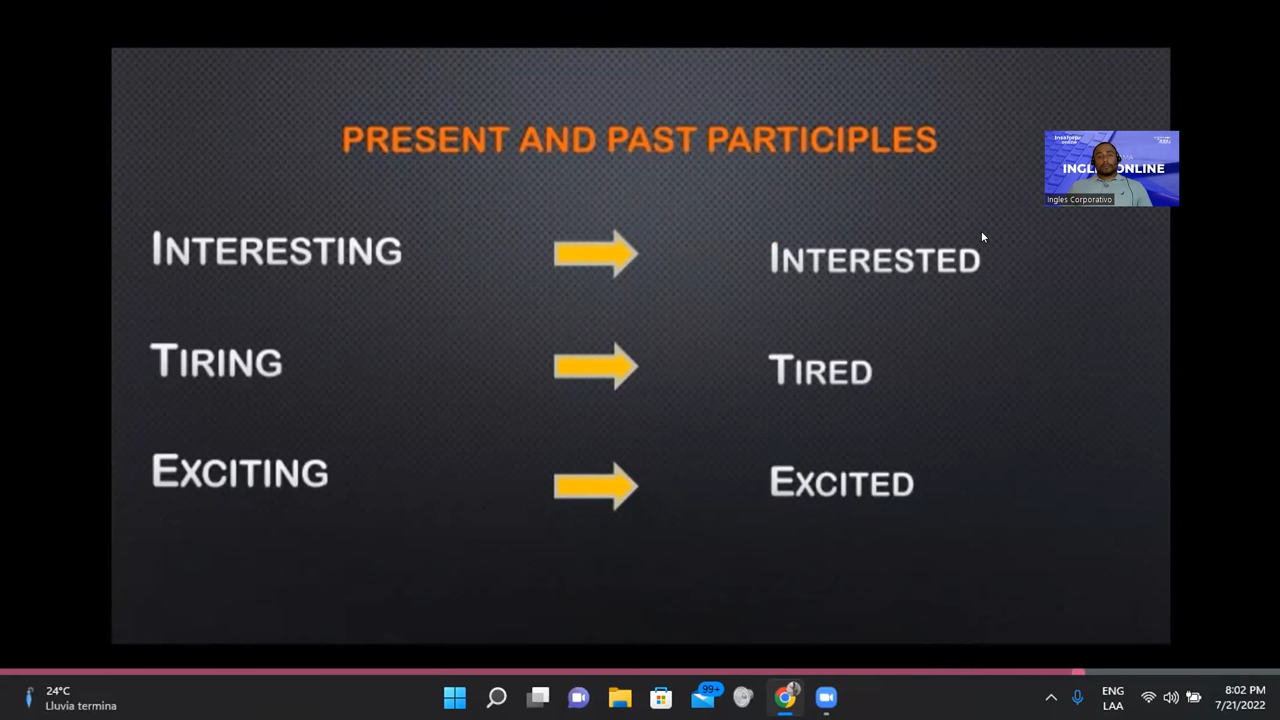 PRESENT AND PAST PARTICIPLES
INGL ONLINE
Ingles Corporativo
INTERESTING
INTERESTED
TIRING
TIRED
EXCITING
EXCITED
24°C
Lluvia termina
99+
ENG
LAA
8:02 PM
7/21/2022